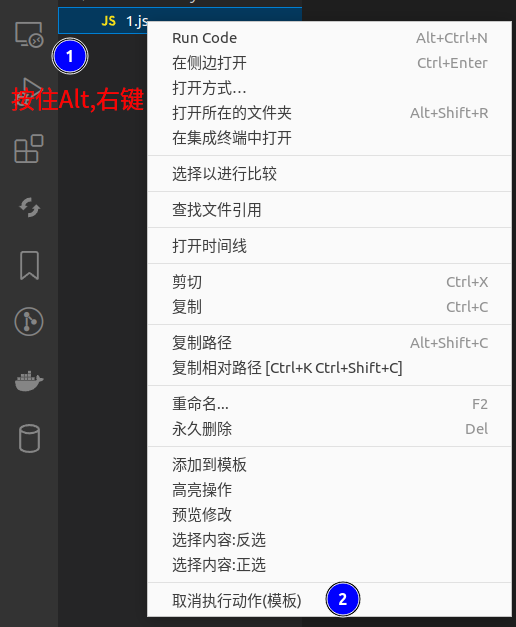 JS 1.js
1
按住Alt,右键
Run Code Alt+Ctrl+N
在侧边打开 Ctrl+Enter
打开方式...
打开所在的文件夹 Alt+Shift+R
在集成终端中打开
选择以进行比较
查找文件引用
打开时间线
剪切 Ctrl+X
复制 Ctrl+C
复制路径 Alt+Shift+C
复制相对路径 [Ctrl+K Ctrl+Shift+C]
重命名... F2
永久删除 Del
添加到模板
高亮操作
预览修改
选择内容:反选
选择内容:正选
取消执行动作(模板) 2